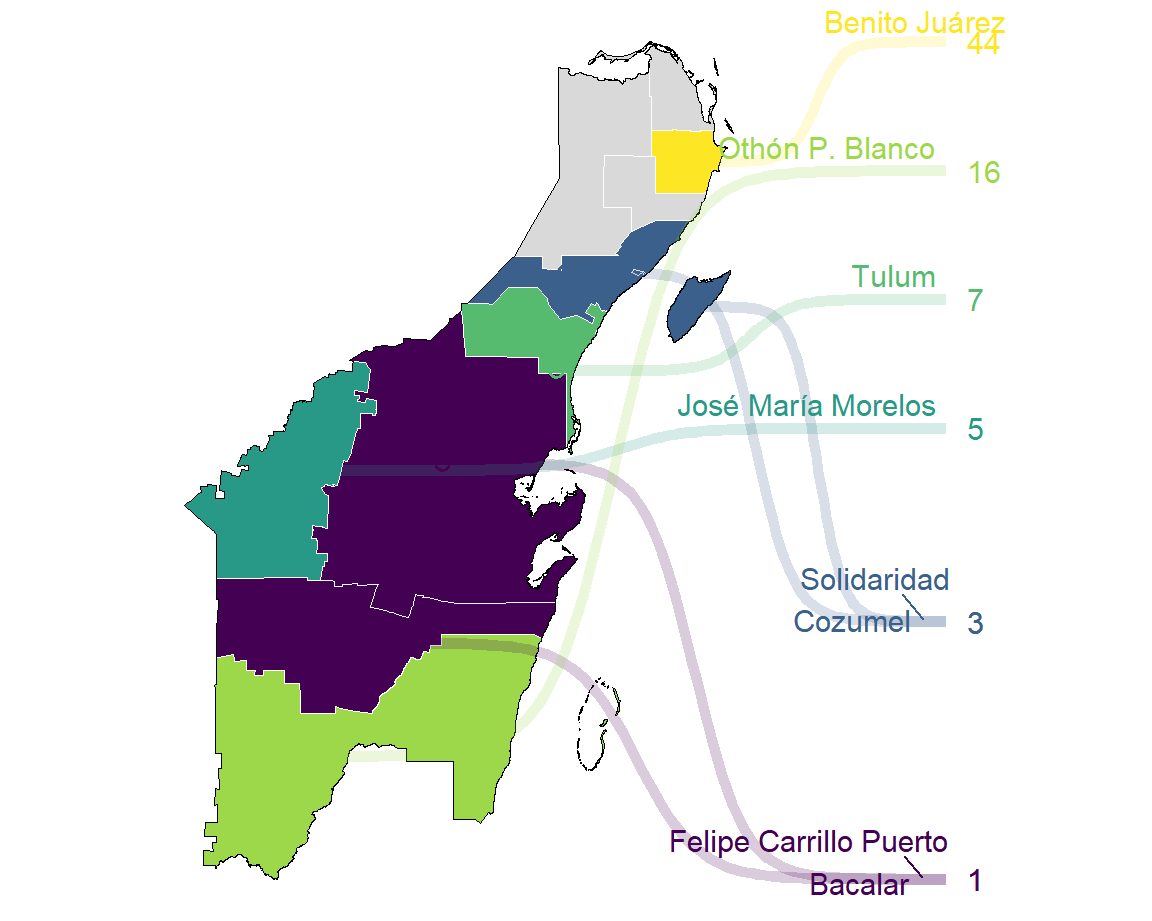 Benito Juárez
44
Othón P. Blanco
16
Tulum
7
José María Morelos
5
Solidaridad
Cozumel
3
Felipe Carrillo Puerto
Bacalar
1